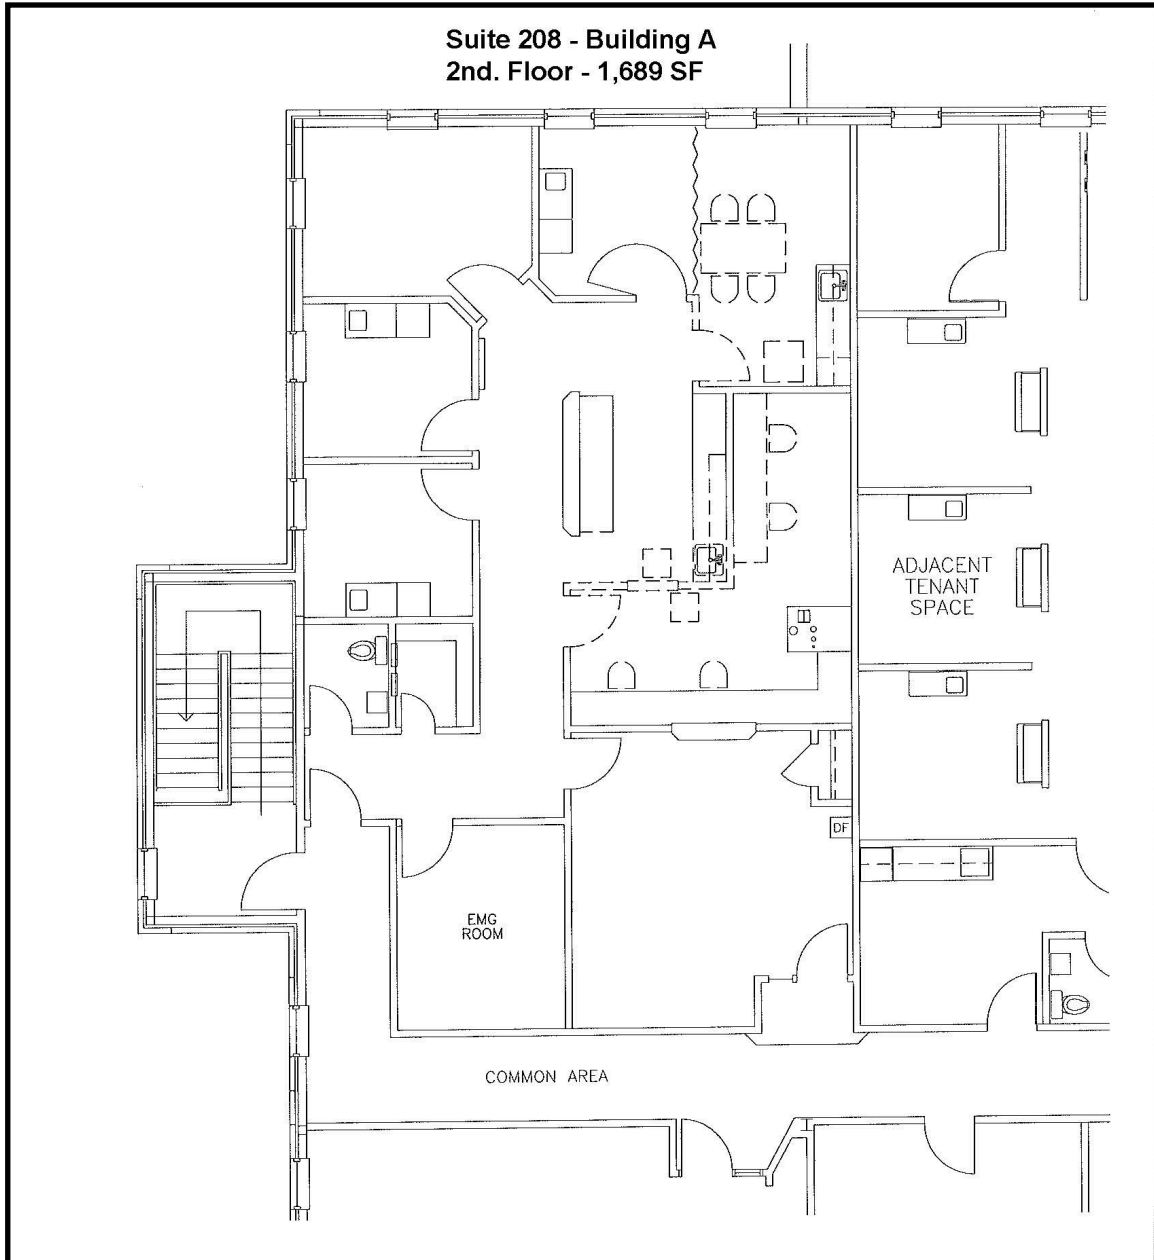 Suite 208 - Building A
2nd. Floor - 1,689 SF
ADJACENT
TENANT
SPACE
DF
EMG
ROOM
COMMON AREA